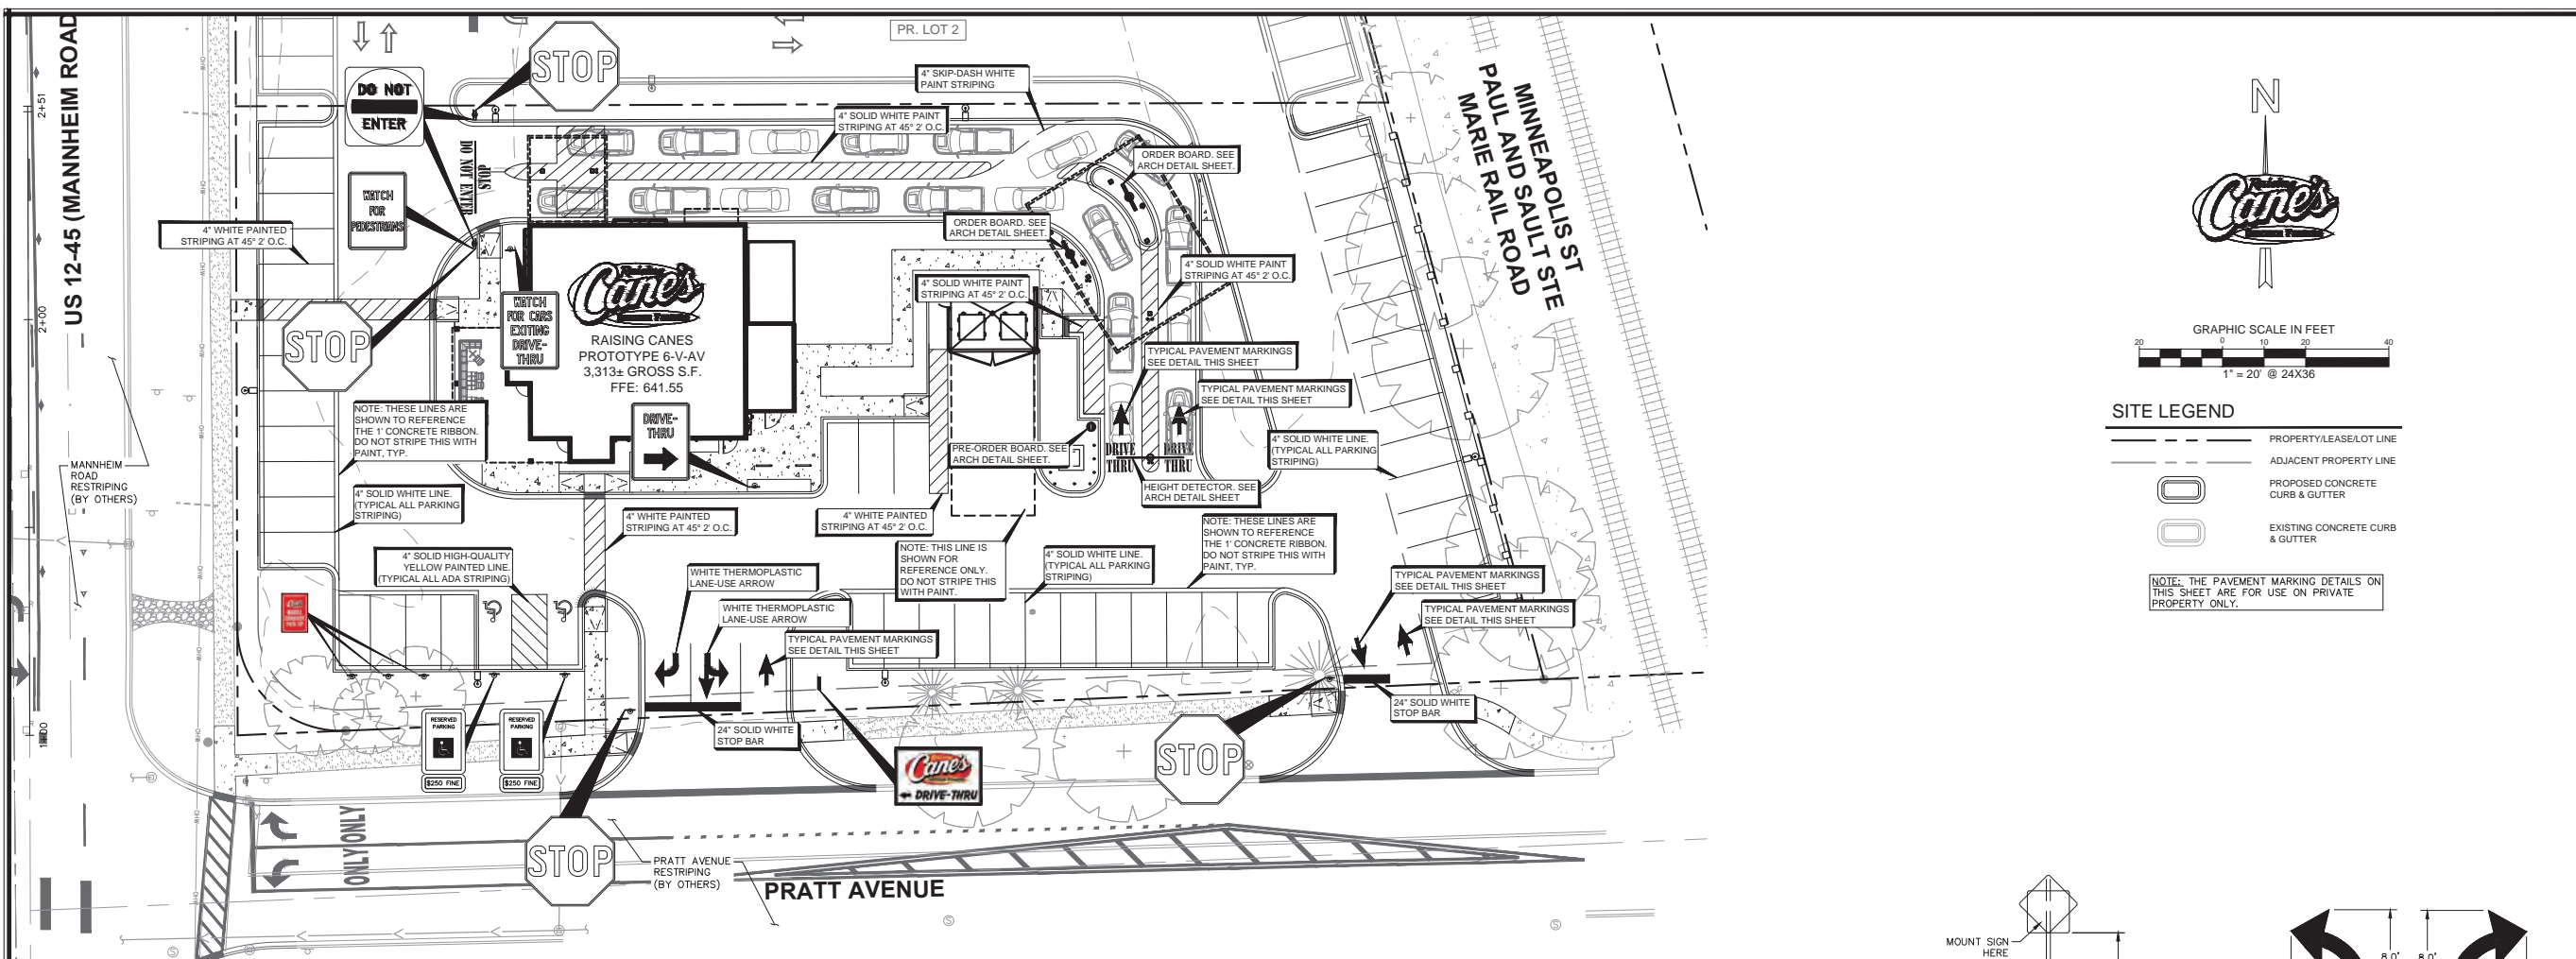 US 12-45 (MANNHEIM ROAD
2+51
2+00
PR. LOT 2
STOP
DO NOT
ENTER
4" SKIP-DASH WHITE
PAINT STRIPING
4" SOLID WHITE PAINT
STRIPING AT 45° 2' O.C.
STOP
DO NOT ENTER
WATCH
FOR
PEDESTRIANS
ORDER BOARD. SEE
ARCH DETAIL SHEET.
MINNEAPOLIS ST
PAUL AND SAULT STE
MARIE RAIL ROAD
4" WHITE PAINTED
STRIPING AT 45° 2' O.C.
ORDER BOARD. SEE
ARCH DETAIL SHEET.
4" SOLID WHITE PAINT
STRIPING AT 45° 2' O.C.
4" SOLID WHITE PAINT
STRIPING AT 45° 2' O.C.
STOP
WATCH
FOR CARS
EXITING
DRIVE-
THRU
Raising
Cane's
RAISING CANES
PROTOTYPE 6-V-AV
3,313± GROSS S.F.
FFE: 641.55
DRIVE-
THRU
TYPICAL PAVEMENT MARKINGS
SEE DETAIL THIS SHEET
TYPICAL PAVEMENT MARKINGS
SEE DETAIL THIS SHEET
NOTE: THESE LINES ARE
SHOWN TO REFERENCE
THE 1' CONCRETE RIBBON.
DO NOT STRIPE THIS WITH
PAINT, TYP.
PRE-ORDER BOARD. SEE
ARCH DETAIL SHEET.
DRIVE
THRU
DRIVE
THRU
4" SOLID WHITE LINE.
(TYPICAL ALL PARKING
STRIPING)
MANNHEIM
ROAD
RESTRIPING
(BY OTHERS)
4" SOLID WHITE LINE.
(TYPICAL ALL PARKING
STRIPING)
HEIGHT DETECTOR. SEE
ARCH DETAIL SHEET
4" WHITE PAINTED
STRIPING AT 45° 2' O.C.
4" WHITE PAINTED
STRIPING AT 45° 2' O.C.
NOTE: THESE LINES ARE
SHOWN TO REFERENCE
THE 1' CONCRETE RIBBON.
DO NOT STRIPE THIS WITH
PAINT, TYP.
4" SOLID HIGH-QUALITY
YELLOW PAINTED LINE.
(TYPICAL ALL ADA STRIPING)
NOTE: THIS LINE IS
SHOWN FOR
REFERENCE ONLY.
DO NOT STRIPE THIS
WITH PAINT.
4" SOLID WHITE LINE.
(TYPICAL ALL PARKING
STRIPING)
WHITE THERMOPLASTIC
LANE-USE ARROW
WHITE THERMOPLASTIC
LANE-USE ARROW
TYPICAL PAVEMENT MARKINGS
SEE DETAIL THIS SHEET
TYPICAL PAVEMENT MARKINGS
SEE DETAIL THIS SHEET
TYPICAL PAVEMENT MARKINGS
SEE DETAIL THIS SHEET
RESERVED
PARKING
$250 FINE
RESERVED
PARKING
$250 FINE
24" SOLID WHITE
STOP BAR
24" SOLID WHITE
STOP BAR
Cane's
DRIVE-THRU
STOP
STOP
ONLY ONLY
PRATT AVENUE
RESTRIPING
(BY OTHERS)
PRATT AVENUE
N
Raising
Cane's
GRAPHIC SCALE IN FEET
20 0 10 20 40
1" = 20' @ 24X36
SITE LEGEND
PROPERTY/LEASE/LOT LINE
ADJACENT PROPERTY LINE
PROPOSED CONCRETE
CURB & GUTTER
EXISTING CONCRETE CURB
& GUTTER
NOTE: THE PAVEMENT MARKING DETAILS ON
THIS SHEET ARE FOR USE ON PRIVATE
PROPERTY ONLY.
MOUNT SIGN
HERE
8.0' 8.0'